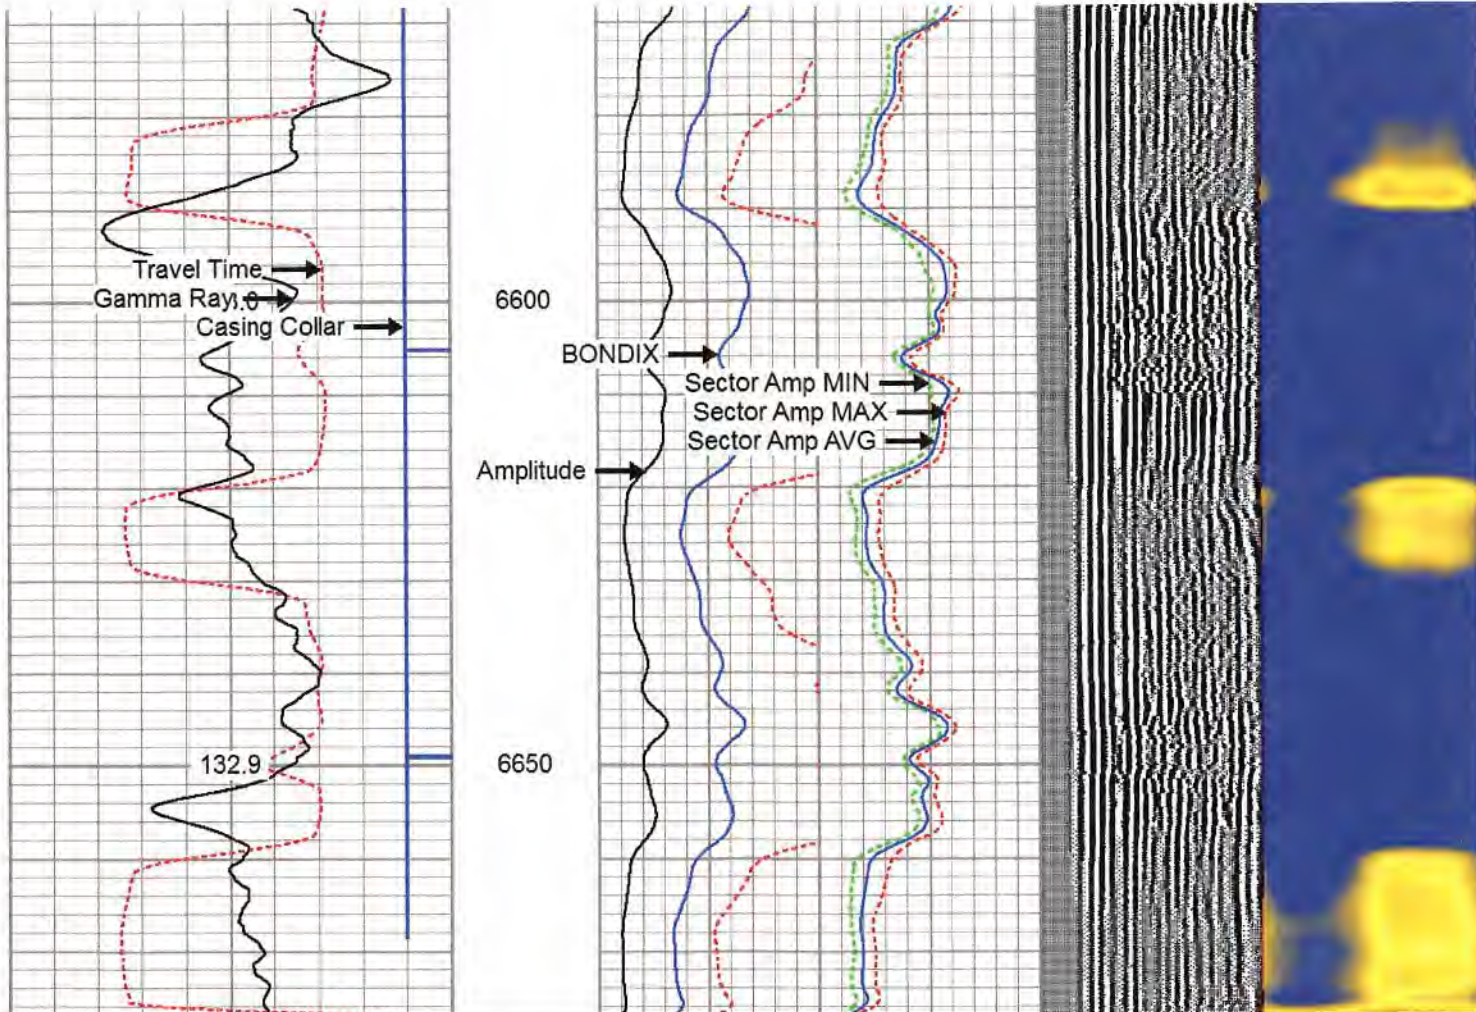 Travel Time
Gamma Ray
Casing Collar
6600
BONDIX
Sector Amp MIN
Sector Amp MAX
Sector Amp AVG
Amplitude
132.9
6650